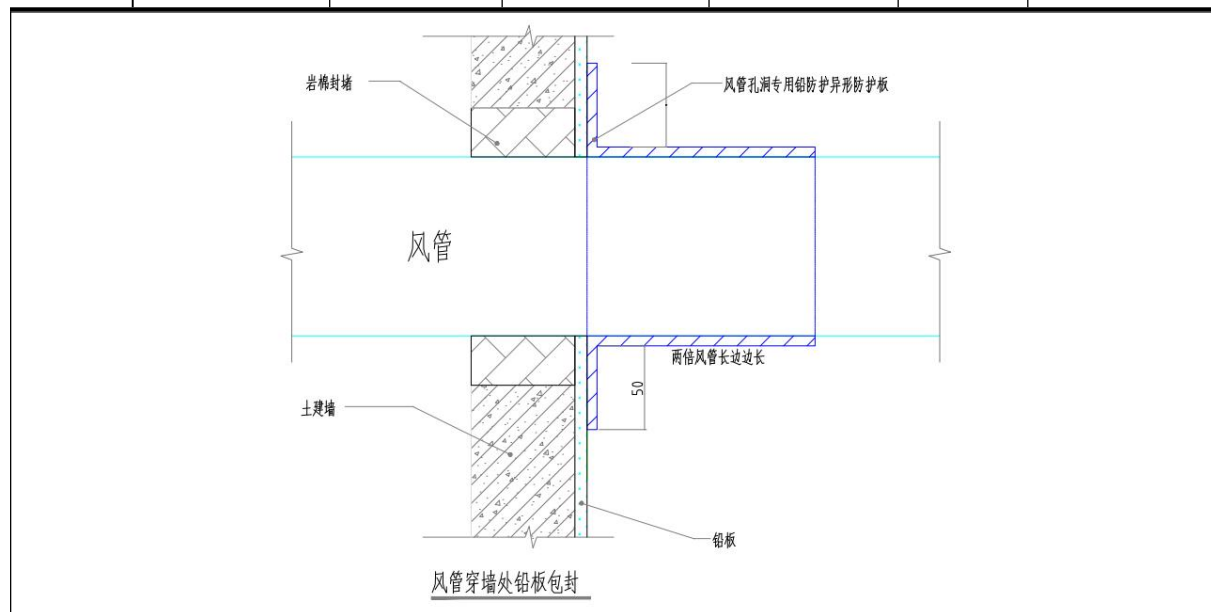 岩棉封堵
风管孔洞专用铅防护异形防护板
风管
两倍风管长边边长
50
土建墙
铅板
风管穿墙处铅板包封